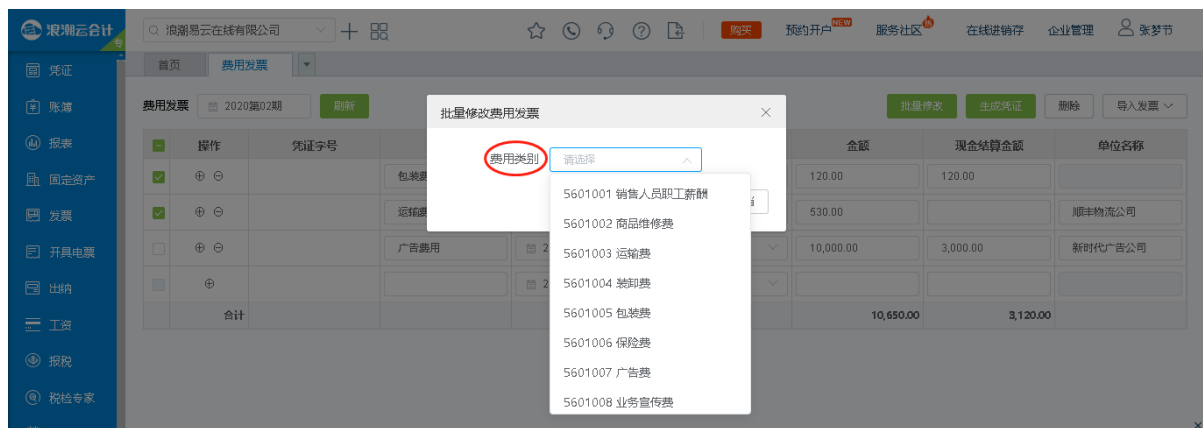 浪潮云会计
专
浪潮易云在线有限公司
购买
预约开户
NEW
服务社区
在线进销存
企业管理
张梦节
凭证
账簿
报表
固定资产
发票
开具电票
出纳
工资
报税
税检专家
首页
费用发票
费用发票
2020第02期
刷新
批量修改
生成凭证
删除
导入发票
操作
凭证字号
金额
现金结算金额
单位名称
包装费
120.00
120.00
运输费
530.00
顺丰物流公司
广告费用
2
10,000.00
3,000.00
新时代广告公司
2
合计
10,650.00
3,120.00
批量修改费用发票
费用类别
请选择
5601001 销售人员职工薪酬
5601002 商品维修费
5601003 运输费
5601004 装卸费
5601005 包装费
5601006 保险费
5601007 广告费
5601008 业务宣传费